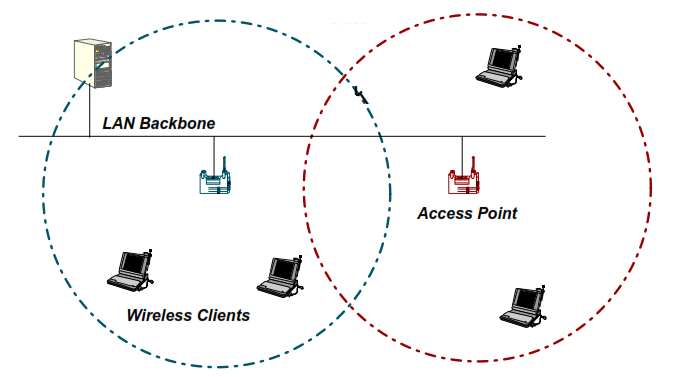 LAN Backbone
Access Point
Wireless Clients